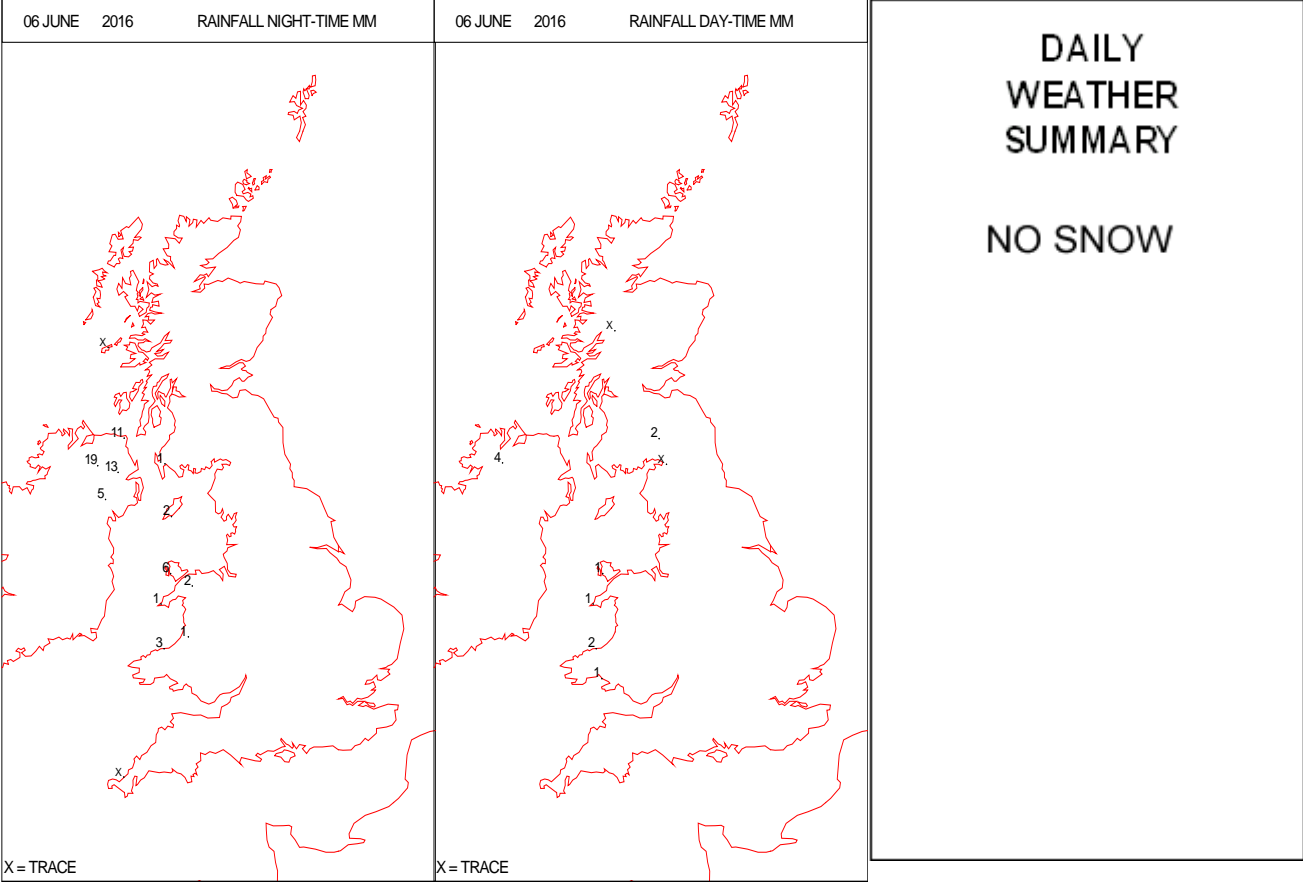 06 JUNE 2016 RAINFALL NIGHT-TIME MM
X
11
19
13
1
5
2
6
2
1
1
3
X
X = TRACE
06 JUNE 2016 RAINFALL DAY-TIME MM
X
2
4
X
1
1
2
1
X = TRACE
DAILY
WEATHER
SUMMARY
NO SNOW